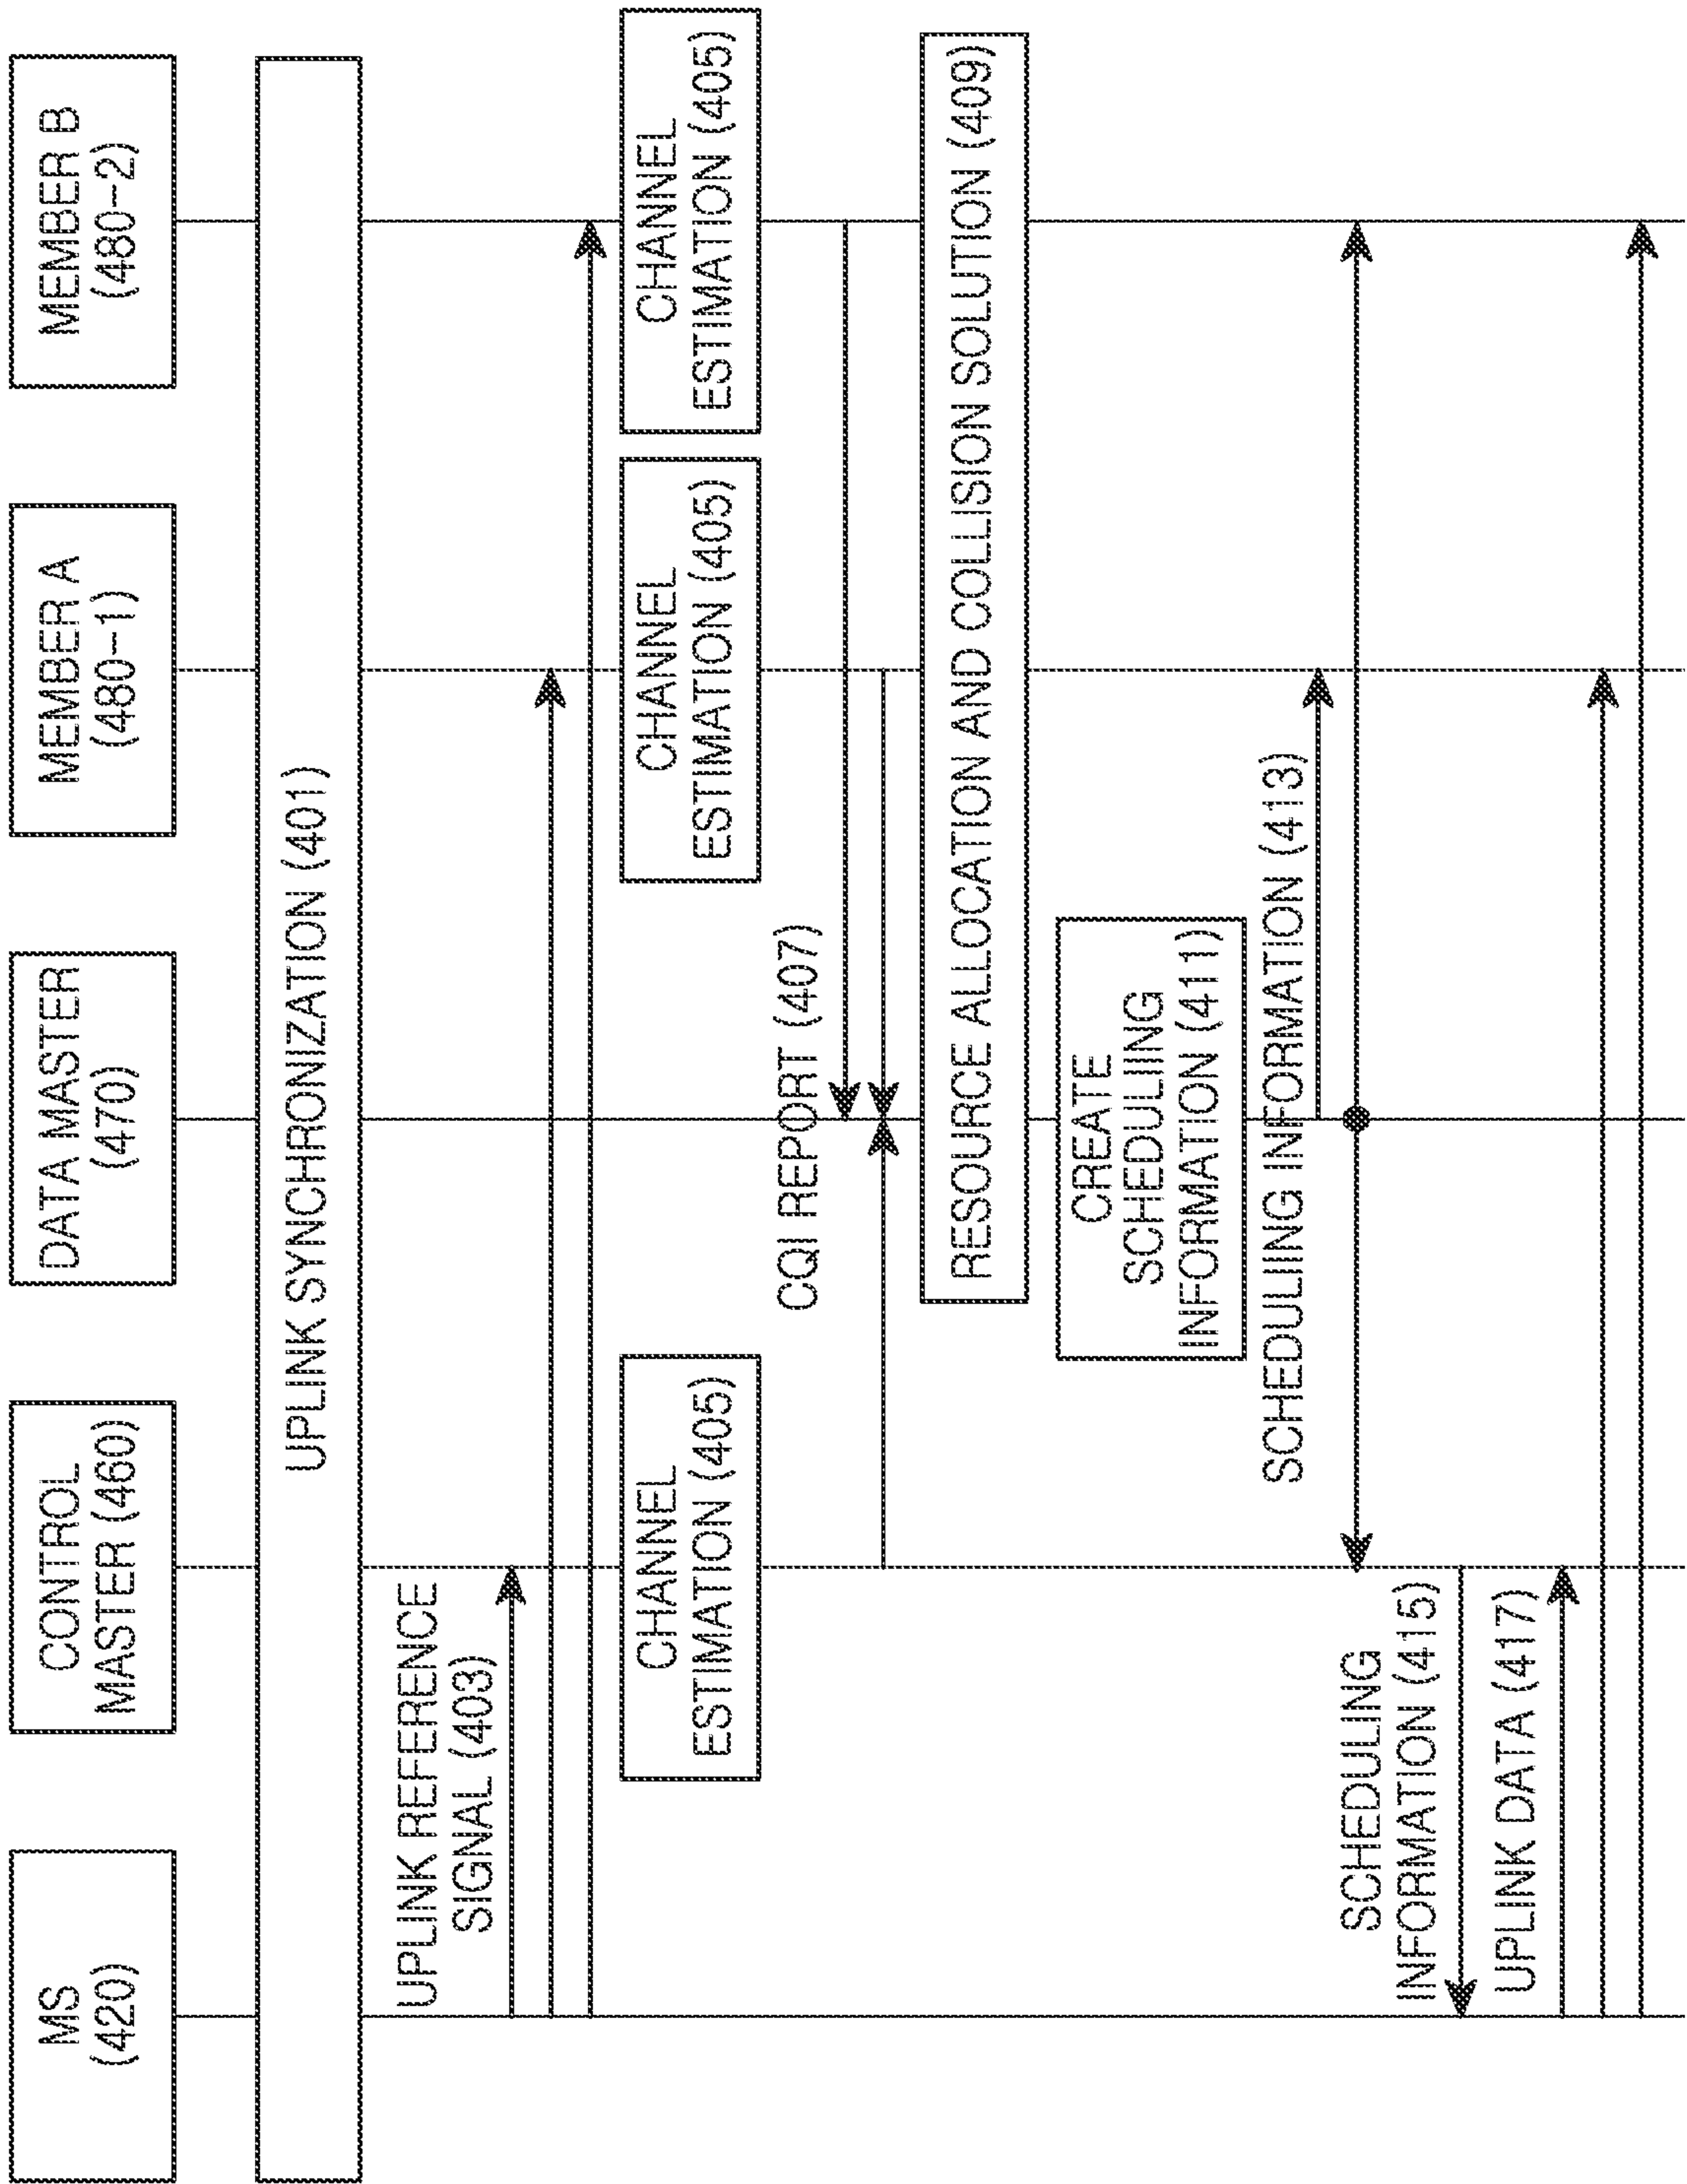 MS
(420)
CONTROL
MASTER (460)
DATA MASTER
(470)
MEMBER A
(480-1)
MEMBER B
(480-2)
UPLINK SYNCHRONIZATION (401)
UPLINK REFERENCE
SIGNAL (403)
CHANNEL
ESTIMATION (405)
CHANNEL
ESTIMATION (405)
CHANNEL
ESTIMATION (405)
CQI REPORT (407)
RESOURCE ALLOCATION AND COLLISION SOLUTION (409)
CREATE
SCHEDULING
INFORMATION (411)
SCHEDULING INFORMATION (413)
SCHEDULING
INFORMATION (415)
UPLINK DATA (417)